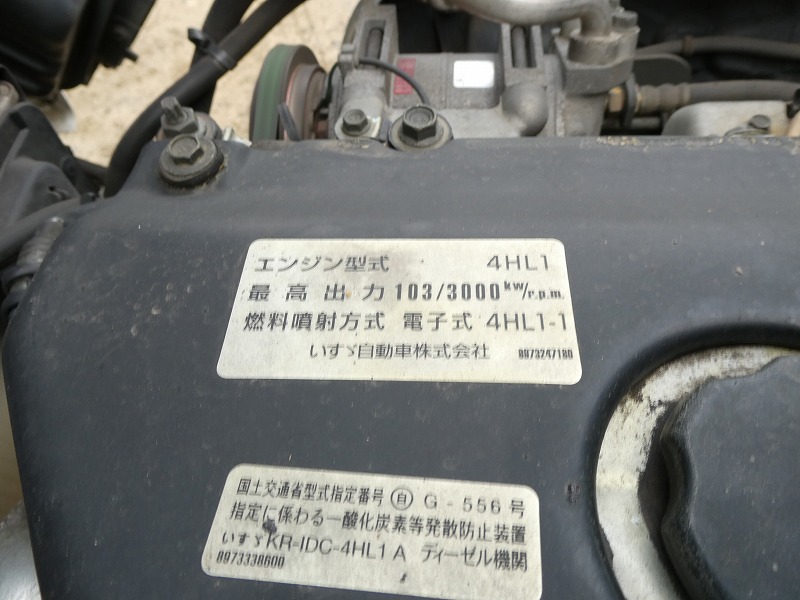 エンジン型式 4HL1
最高出力 103/3000 kw/r.p.m.
燃料噴射方式 電子式 4HL1-1
いすゞ自動車株式会社 8973247180
国土交通省型式指定番号 ㊀自 G-556号
指定に係わる一酸化炭素等発散防止装置
いすゞKR-IDC-4HL1A ディーゼル機関
8973338600